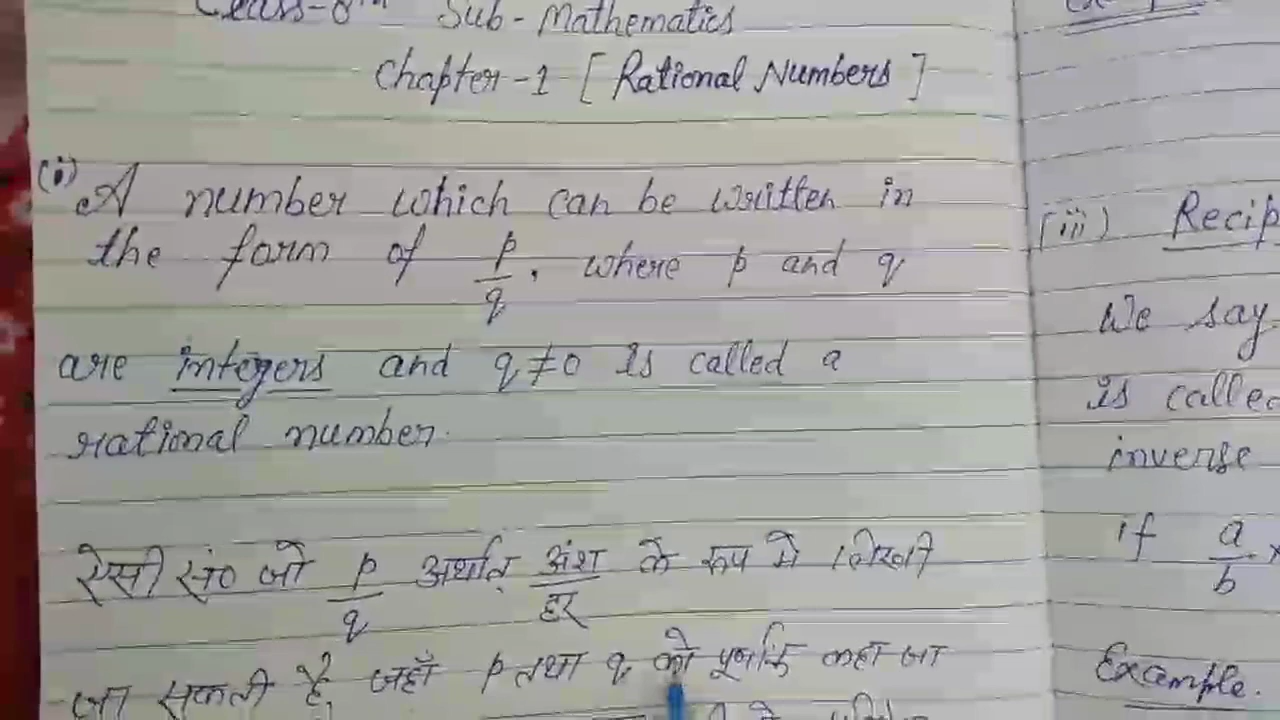 Class-8th Sub-Mathematics
Chapter-1 [Rational Numbers]
(i) A number which can be written in
the form of p/q, where p and q
are integers and q≠0 is called a
rational number.
ऐसी सं० जो p/q अर्थात् अंश/हर के रूप मे लिखी
जा सकती है, जहाँ p तथा q को पूर्णांक कहा जा
(iii) Recip
We say
is called
inverse
if a/b ×
Example.